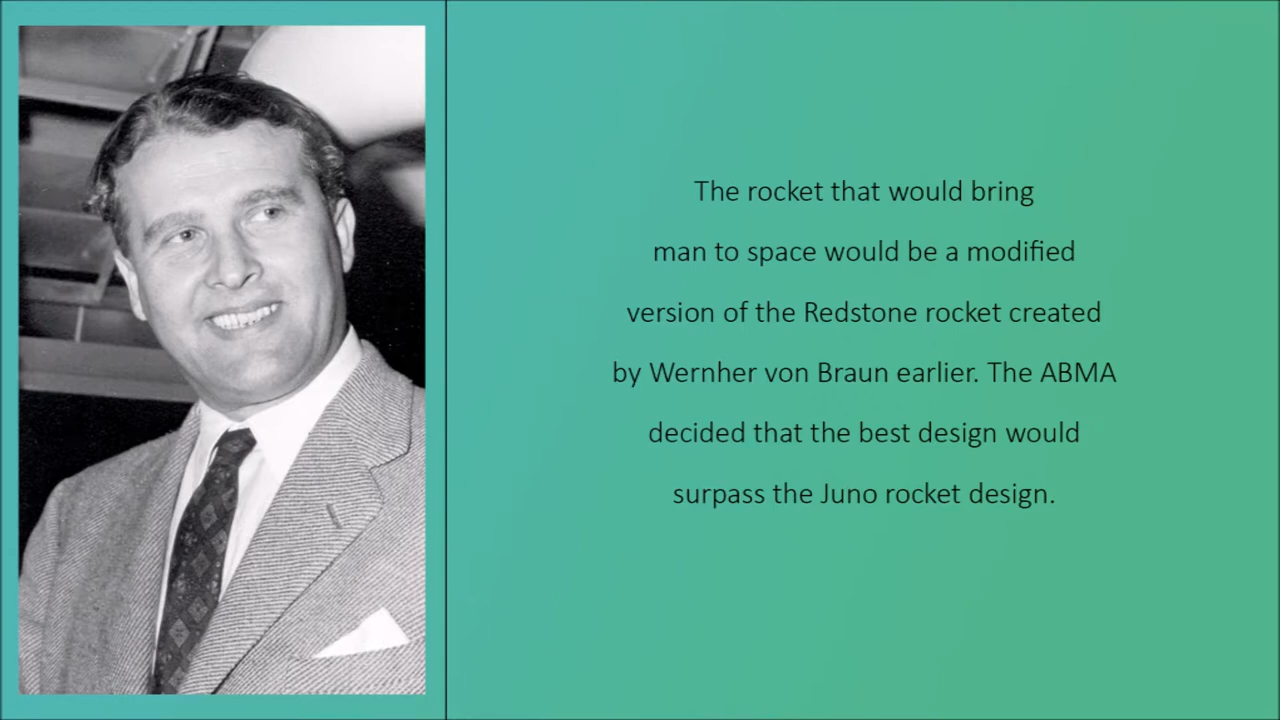 The rocket that would bring
man to space would be a modified
version of the Redstone rocket created
by Wernher von Braun earlier. The ABMA
decided that the best design would
surpass the Juno rocket design.